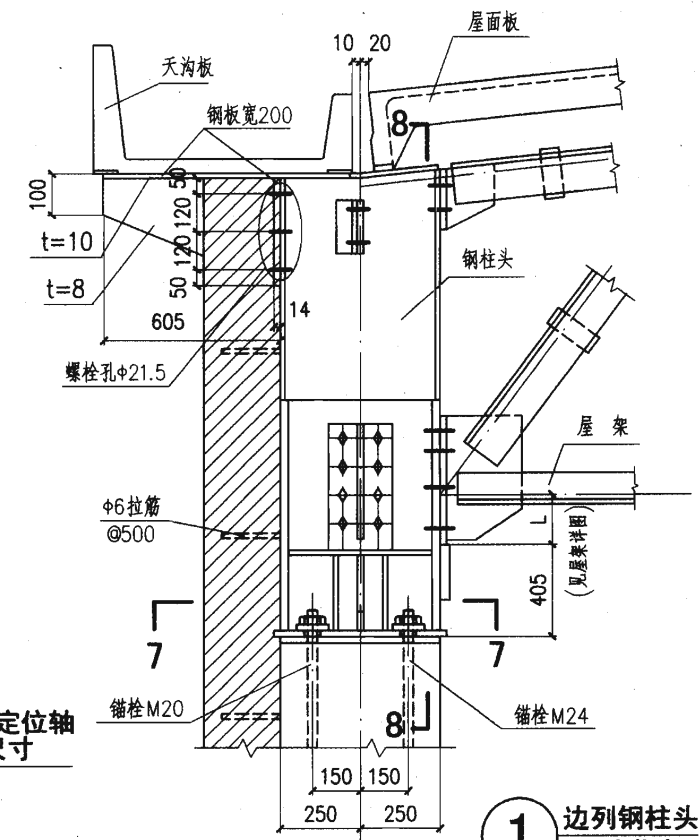 屋面板
10 20
天沟板
钢板宽200
8
100
50
120
120
50
t=10
t=8
钢柱头
605
14
螺栓孔Φ21.5
屋 架
Φ6拉筋
@500
L
(见屋架详图)
405
7
7
锚栓M20
8
锚栓M24
定位轴
尺寸
150 150
250 250
1
边列钢柱头